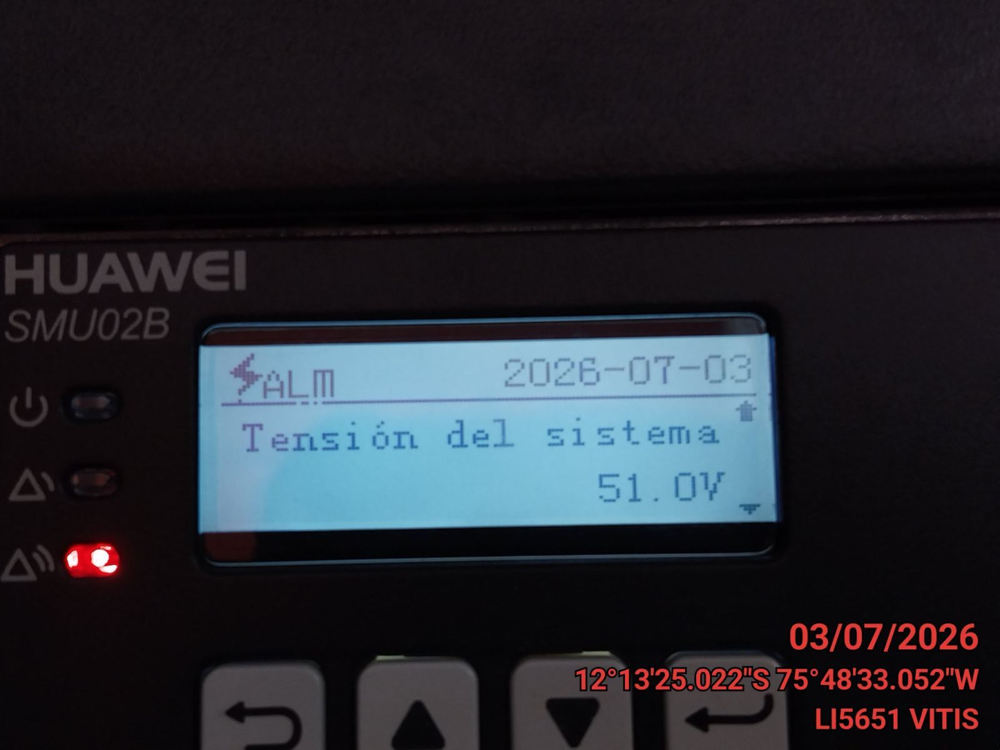 HUAWEI
SMU02B
ALM 2026-07-03
Tensión del sistema
51.0V
03/07/2026
12°13'25.022"S 75°48'33.052"W
LI5651 VITIS